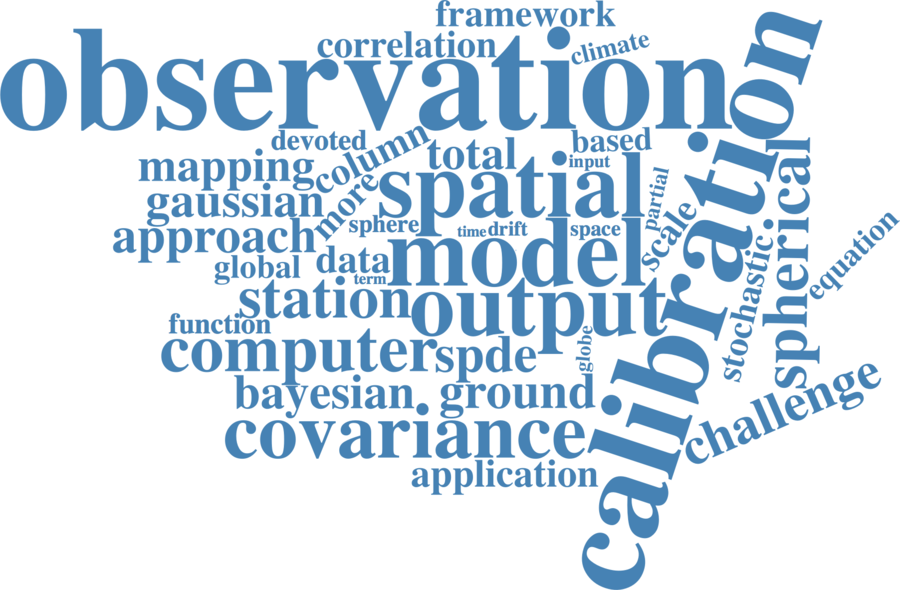 framework
correlation
climate
observation
devoted
column
total
based
input
mapping
spatial
partial
gaussian
more
sphere
time
drift
space
scale
approach
model
global
data
term
station
output
function
globe
computer
spde
bayesian
ground
covariance
application
calibration
spherical
stochastic
equation
challenge